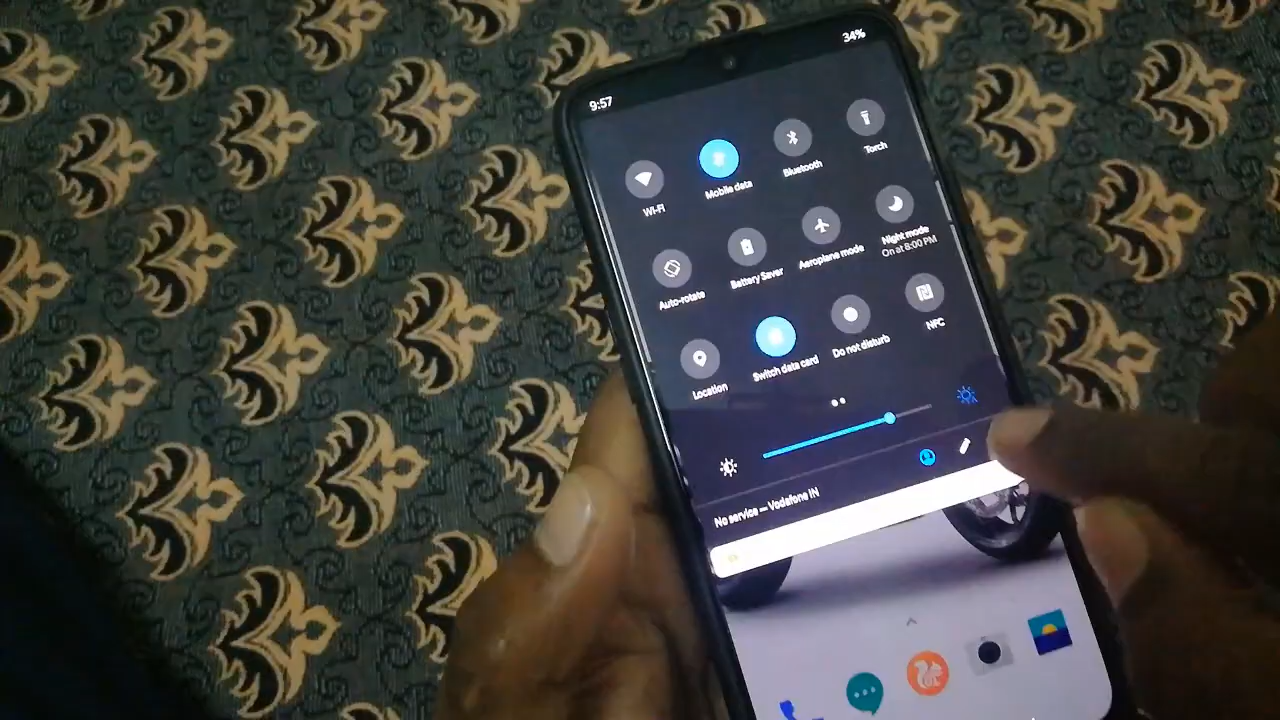 9:57
34%
Wi-Fi
Mobile data
Bluetooth
Torch
Auto-rotate
Battery Saver
Aeroplane mode
Night mode
On at 8:00 PM
Location
Switch data card
Do not disturb
NFC
No service — Vodafone IN